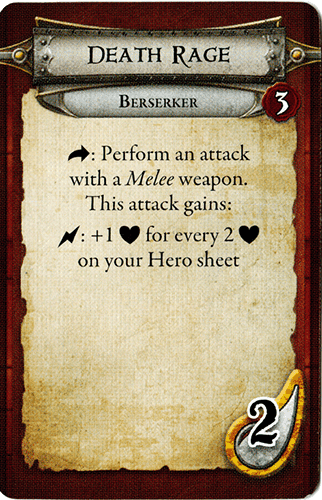 DEATH RAGE
BERSERKER
3
: Perform an attack
with a Melee weapon.
This attack gains:
: +1 ♥ for every 2 ♥
on your Hero sheet
2